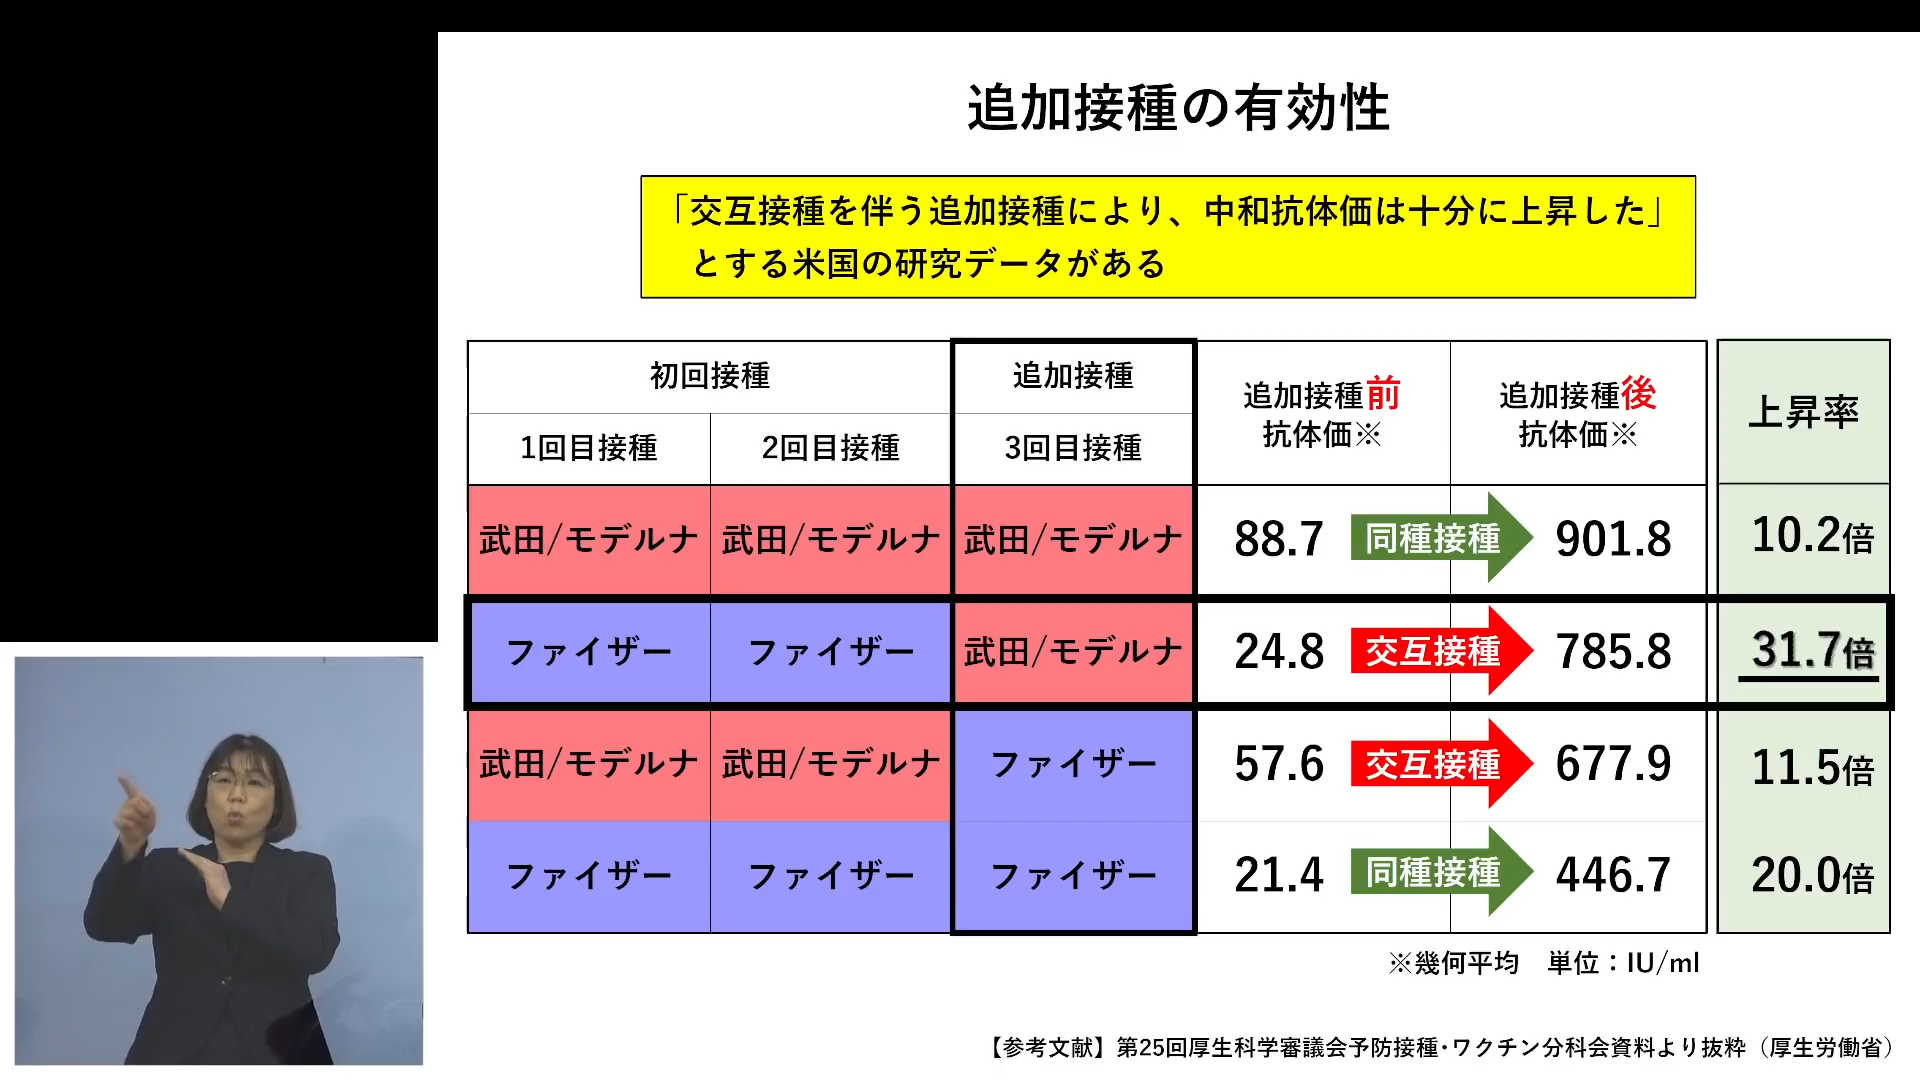 追加接種の有効性
「交互接種を伴う追加接種により、中和抗体価は十分に上昇した」
とする米国の研究データがある
初回接種 追加接種 追加接種前 抗体価※ 追加接種後 抗体価※ 上昇率
1回目接種 2回目接種 3回目接種
武田/モデルナ 武田/モデルナ 武田/モデルナ 88.7 同種接種 901.8 10.2倍
ファイザー ファイザー 武田/モデルナ 24.8 交互接種 785.8 31.7倍
武田/モデルナ 武田/モデルナ ファイザー 57.6 交互接種 677.9 11.5倍
ファイザー ファイザー ファイザー 21.4 同種接種 446.7 20.0倍
※幾何平均　単位：IU/ml
【参考文献】第25回厚生科学審議会予防接種･ワクチン分科会資料より抜粋（厚生労働省）